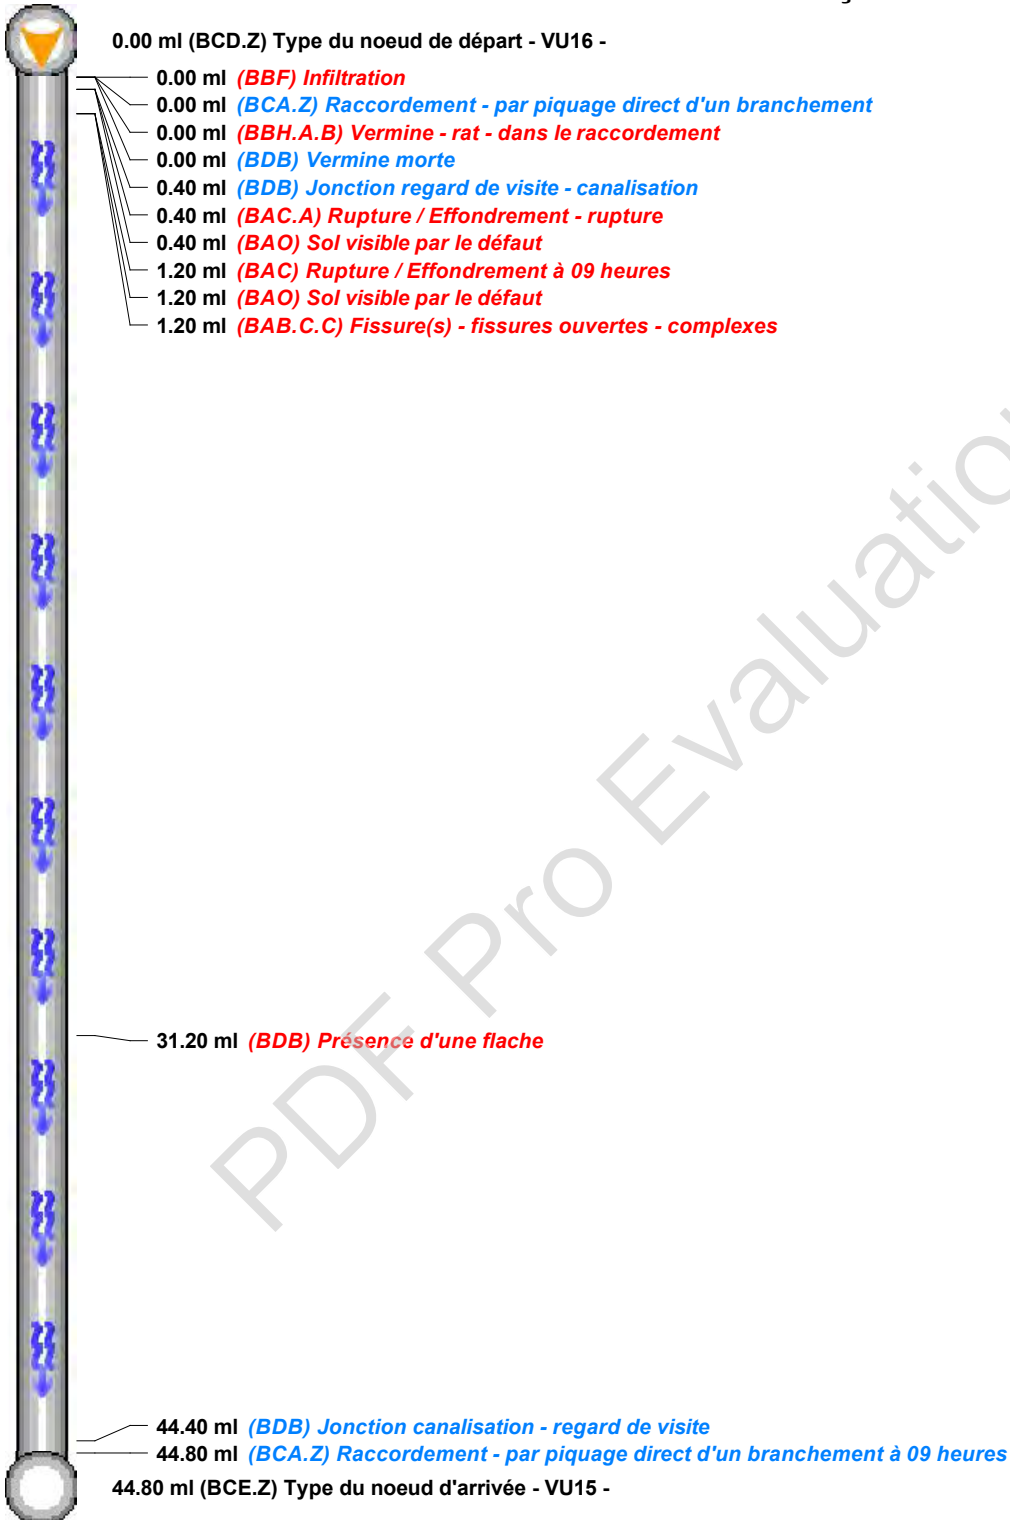 0.00 ml (BCD.Z) Type du noeud de départ - VU16 -
0.00 ml (BBF) Infiltration
0.00 ml (BCA.Z) Raccordement - par piquage direct d'un branchement
0.00 ml (BBH.A.B) Vermine - rat - dans le raccordement
0.00 ml (BDB) Vermine morte
0.40 ml (BDB) Jonction regard de visite - canalisation
0.40 ml (BAC.A) Rupture / Effondrement - rupture
0.40 ml (BAO) Sol visible par le défaut
1.20 ml (BAC) Rupture / Effondrement à 09 heures
1.20 ml (BAO) Sol visible par le défaut
1.20 ml (BAB.C.C) Fissure(s) - fissures ouvertes - complexes
PDF Pro Evaluation
31.20 ml (BDB) Présence d'une flache
44.40 ml (BDB) Jonction canalisation - regard de visite
44.80 ml (BCA.Z) Raccordement - par piquage direct d'un branchement à 09 heures
44.80 ml (BCE.Z) Type du noeud d'arrivée - VU15 -